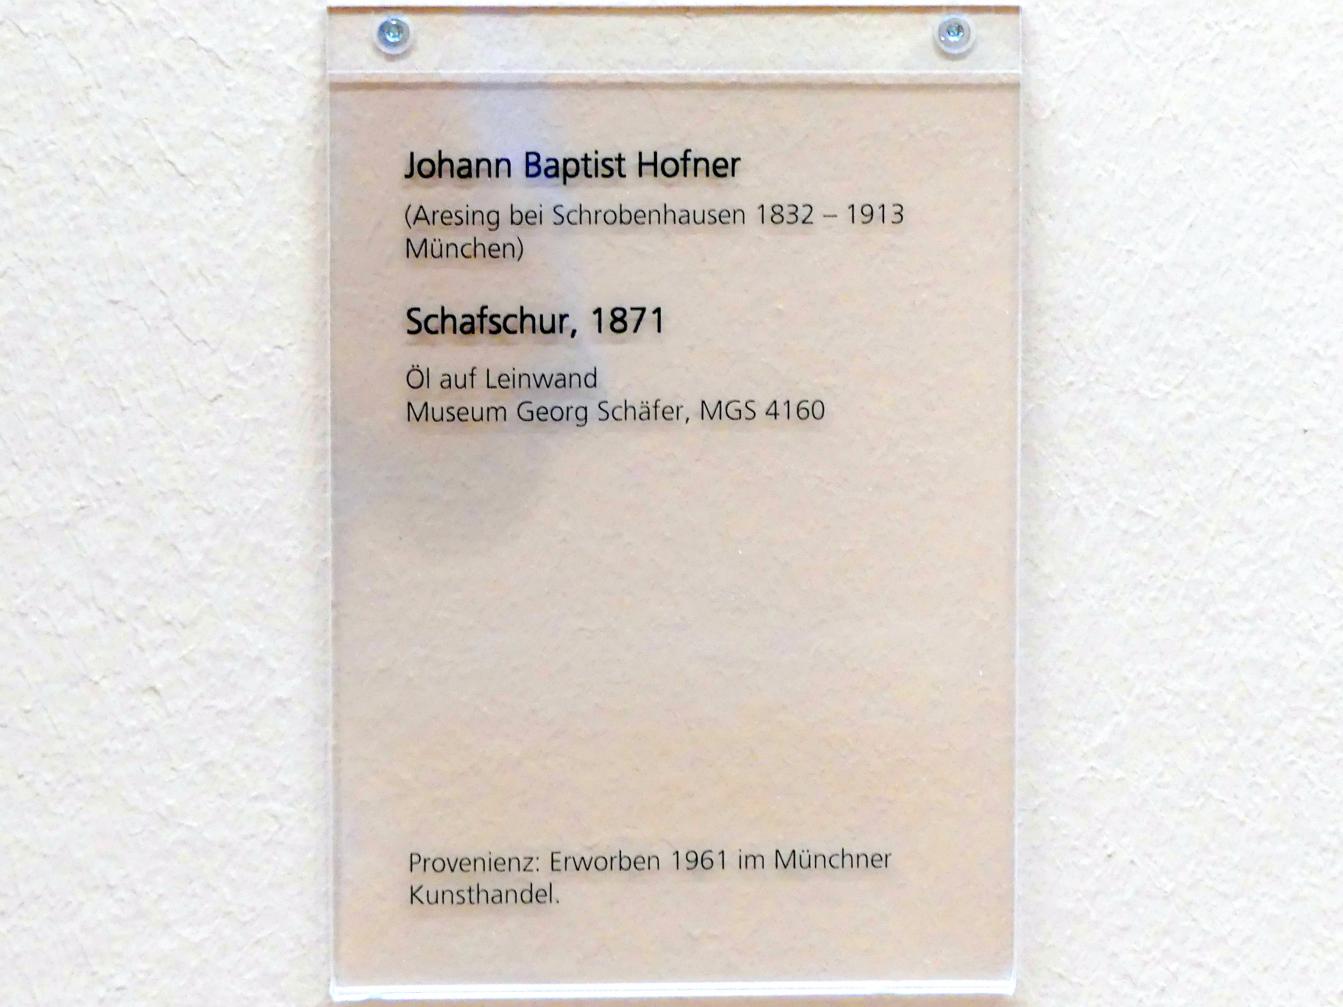 Johann Baptist Hofner
(Aresing bei Schrobenhausen 1832 – 1913
München)
Schafschur, 1871
Öl auf Leinwand
Museum Georg Schäfer, MGS 4160
Provenienz: Erworben 1961 im Münchner
Kunsthandel.